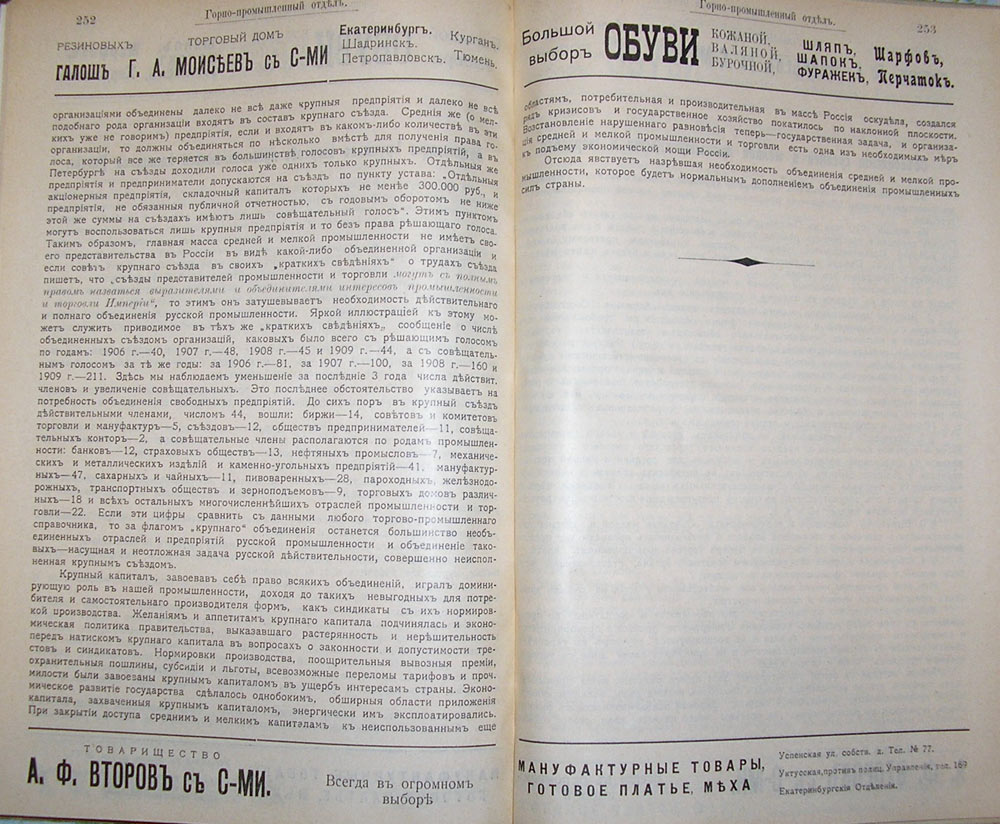 252
Горно-промышленный отдѣлъ.
РЕЗИНОВЫХЪ
ГАЛОШЪ
ТОРГОВЫЙ ДОМЪ
Г. А. МОИСѢЕВЪ съ С-МИ
Екатеринбургъ.
Шадринскъ.
Петропавловскъ.
Курганъ.
Тюмень.
организаціями объединены далеко не всѣ даже крупныя предпріятія и далеко не всѣ
подобнаго рода организаціи входятъ въ составъ крупнаго съѣзда. Среднія же (о мел-
кихъ уже не говоримъ) предпріятія, если и входятъ въ какомъ-либо количествѣ въ эти
организаціи, то должны объединяться по нѣсколько вмѣстѣ для полученія права го-
лоса, который все же теряется въ большинствѣ голосовъ крупныхъ предпріятій, а въ
Петербургѣ на съѣзды доходили голоса уже однихъ только крупныхъ. Отдѣльныя же
предпріятія и предприниматели допускаются на съѣздъ по пункту устава: „Отдѣльныя
акціонерныя предпріятія, складочный капиталъ которыхъ не менѣе 300.000 руб., и
предпріятія, не обязанныя публичной отчетностью, съ годовымъ оборотомъ не ниже
этой же суммы на съѣздахъ имѣютъ лишь совѣщательный голосъ“. Этимъ пунктомъ
могутъ воспользоваться лишь крупныя предпріятія и то безъ права рѣшающаго голоса.
Такимъ образомъ, главная масса средней и мелкой промышленности не имѣетъ сво-
его представительства въ Россіи въ видѣ какой-либо объединенной организаціи и
если совѣтъ крупнаго съѣзда въ своихъ „краткихъ свѣдѣніяхъ“ о трудахъ съѣзда
пишетъ, что „съѣзды представителей промышленности и торговли могутъ съ полнымъ
правомъ назваться выразителями и объединителями интересовъ промышленности
и торговли Имперіи“, то этимъ онъ затушевываетъ необходимость дѣйствительнаго
и полнаго объединенія русской промышленности. Яркой иллюстраціей къ этому мо-
жетъ служить приводимое въ тѣхъ же „краткихъ свѣдѣніяхъ„ сообщеніе о числѣ
объединенныхъ съѣздомъ организацій, каковыхъ было всего съ рѣшающимъ голосомъ
по годамъ: 1906 г.—40, 1907 г.—48, 1908 г.—45 и 1909 г.—44, а съ совѣщатель-
нымъ голосомъ за тѣ же годы: за 1906 г.—81, за 1907 г.—100, за 1908 г.—160 и
1909 г.—211. Здѣсь мы наблюдаемъ уменьшеніе за послѣдніе 3 года числа дѣйствит.
членовъ и увеличеніе совѣщательныхъ. Это послѣднее обстоятельство указываетъ на
потребность объединенія свободныхъ предпріятій. До сихъ поръ въ крупный съѣздъ
дѣйствительными членами, числомъ 44, вошли: биржи—14, совѣтовъ и комитетовъ
торговли и мануфактуръ—5, съѣздовъ—12, обществъ предпринимателей—11, совѣща-
тельныхъ конторъ—2, а совѣщательные члены располагаются по родамъ промышлен-
ности: банковъ—12, страховыхъ обществъ—13, нефтяныхъ промысловъ—7, механиче-
скихъ и металлическихъ издѣлій и каменно-угольныхъ предпріятій—41, мануфактур-
ныхъ—47, сахарныхъ и чайныхъ—11, пивоваренныхъ—28, пароходныхъ, желѣзнодо-
рожныхъ, транспортныхъ обществъ и зерноподъемовъ—9, торговыхъ домовъ различ-
ныхъ—18 и всѣхъ остальныхъ многочисленнѣйшихъ отраслей промышленности и тор-
говли—22. Если эти цифры сравнить съ данными любого торгово-промышленнаго
справочника, то за флагомъ „крупнаго“ объединенія останется большинство необъ-
единенныхъ отраслей и предпріятій русской промышленности и объединеніе тако-
выхъ—насущная и неотложная задача русской дѣйствительности, совершенно неиспол-
ненная крупнымъ съѣздомъ.
Крупный капиталъ, завоевавъ себѣ право всякихъ объединеній, игралъ домини-
рующую роль въ нашей промышленности, доходя до такихъ невыгодныхъ для потре-
бителя и самостоятельнаго производителя формъ, какъ синдикаты съ ихъ нормиров-
кой производства. Желаніямъ и аппетитамъ крупнаго капитала подчинялась и эконо-
мическая политика правительства, выказавшаго растерянность и нерѣшительность
передъ натискомъ крупнаго капитала въ вопросахъ о законности и допустимости тре-
стовъ и синдикатовъ. Нормировки производства, поощрительныя вывозныя преміи,
охранительныя пошлины, субсидіи и льготы, всевозможные переломы тарифовъ и проч.
милости были завоеваны крупнымъ капиталомъ въ ущербъ интересамъ страны. Эконо-
мическое развитіе государства сдѣлалось однобокимъ, обширныя области приложенія
капитала, захваченныя крупнымъ капиталомъ, энергически имъ эксплоатировались.
При закрытіи доступа среднимъ и мелкимъ капиталамъ къ неиспользованнымъ еще
ТОВАРИЩЕСТВО
А. Ф. ВТОРОВЪ съ С-МИ.
Всегда въ огромномъ
выборѣ
Горно-промышленный отдѣлъ.
253
Большой
выборъ
ОБУВИ
КОЖАНОЙ,
ВАЛЯНОЙ,
БУРОЧНОЙ,
ШЛЯПЪ,
ШАПОКЪ,
ФУРАЖЕКЪ,
Шарфовъ,
Перчатокъ.
областямъ, потребительная и производительная въ массѣ Россія оскудѣла, создался
рядъ кризисовъ и государственное хозяйство покатилось по наклонной плоскости.
Возстановленіе нарушеннаго равновѣсія теперь—государственная задача, и организа-
ція средней и мелкой промышленности и торговли есть одна изъ необходимыхъ мѣръ
къ подъему экономической мощи Россіи.
Отсюда явствуетъ назрѣвшая необходимость объединенія средней и мелкой про-
мышленности, которое будетъ нормальнымъ дополненіемъ объединенія промышленныхъ
силъ страны.
МАНУФАКТУРНЫЕ ТОВАРЫ,
ГОТОВОЕ ПЛАТЬЕ, МѢХА
Успенская ул. собств. д. Тел. № 77.
Уктусская, противъ полиц. Управленія, тел. 169
Екатеринбургскія Отдѣленія.